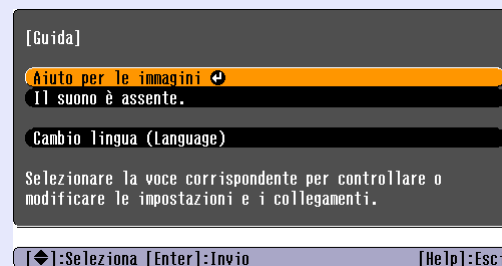 [Guida]
Aiuto per le immagini
Il suono è assente.
Cambio lingua (Language)
Selezionare la voce corrispondente per controllare o
modificare le impostazioni e i collegamenti.
[◆]:Seleziona [Enter]:Invio [Help]:Esc